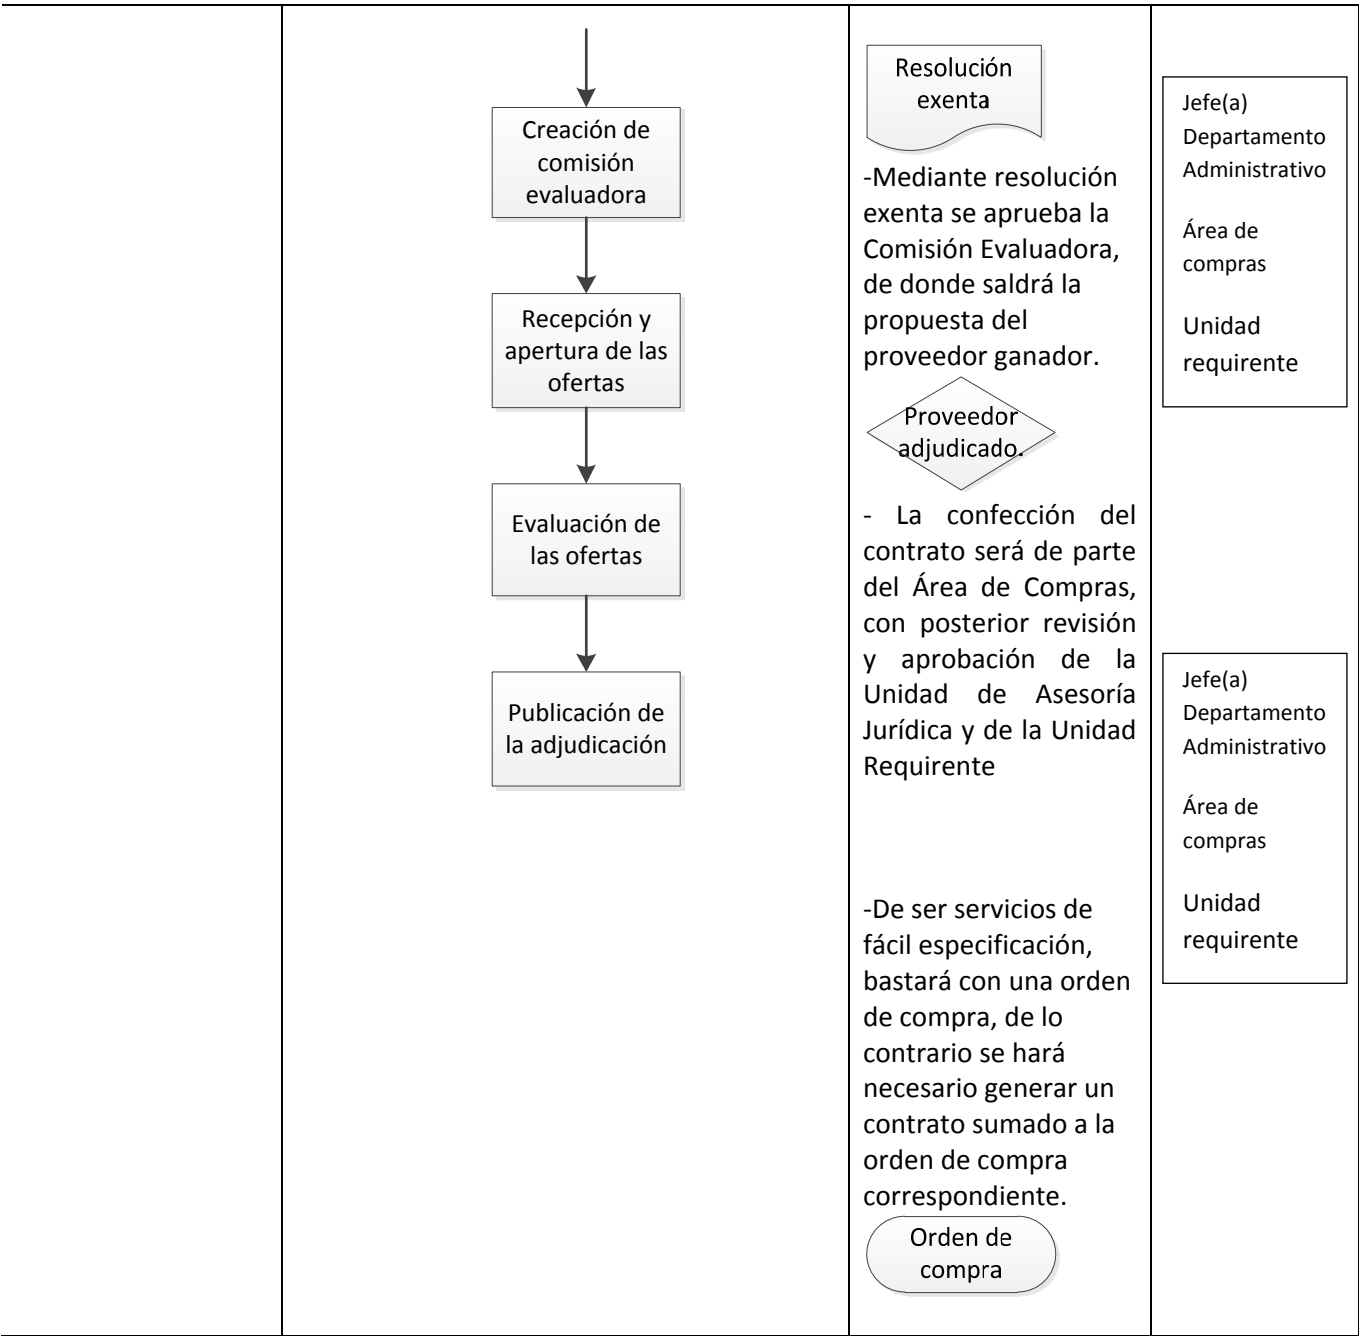 Creación de
comisión
evaluadora
Recepción y
apertura de las
ofertas
Evaluación de
las ofertas
Publicación de
la adjudicación
Resolución
exenta
-Mediante resolución
exenta se aprueba la
Comisión Evaluadora,
de donde saldrá la
propuesta del
proveedor ganador.
Proveedor
adjudicado.
- La confección del
contrato será de parte
del Área de Compras,
con posterior revisión
y aprobación de la
Unidad de Asesoría
Jurídica y de la Unidad
Requirente
-De ser servicios de
fácil especificación,
bastará con una orden
de compra, de lo
contrario se hará
necesario generar un
contrato sumado a la
orden de compra
correspondiente.
Orden de
compra
Jefe(a)
Departamento
Administrativo
Área de
compras
Unidad
requirente
Jefe(a)
Departamento
Administrativo
Área de
compras
Unidad
requirente